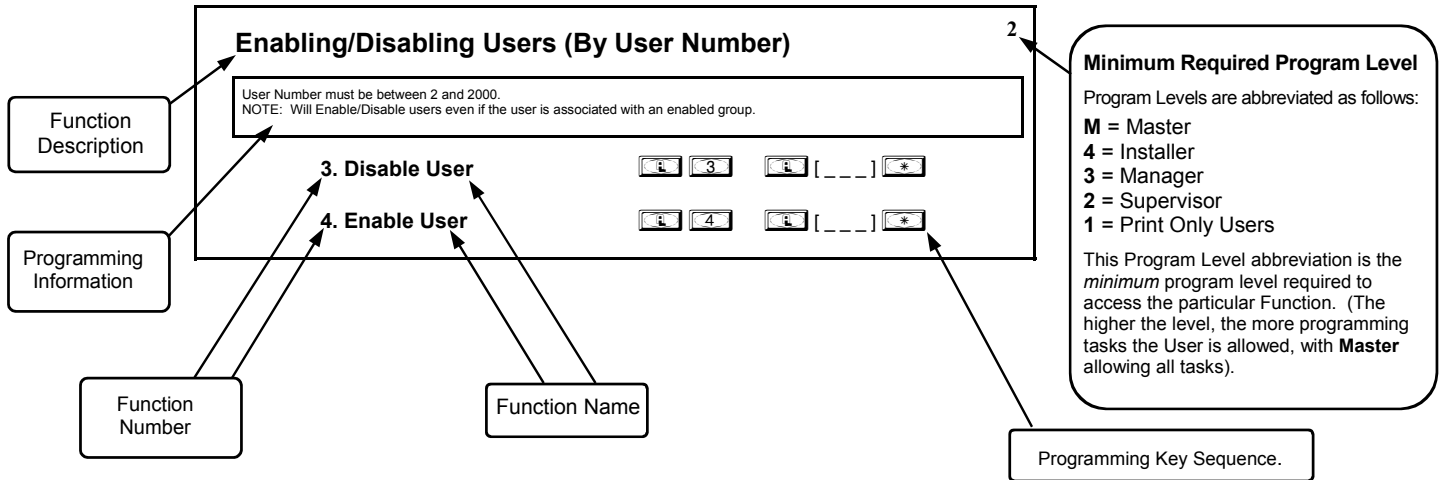 Enabling/Disabling Users (By User Number)
2
User Number must be between 2 and 2000.
NOTE: Will Enable/Disable users even if the user is associated with an enabled group.
3. Disable User
3
[ _ _ _ ] *
4. Enable User
4
[ _ _ _ ] *
Function
Description
Programming
Information
Function
Number
Function Name
Programming Key Sequence.
Minimum Required Program Level
Program Levels are abbreviated as follows:
M = Master
4 = Installer
3 = Manager
2 = Supervisor
1 = Print Only Users
This Program Level abbreviation is the
minimum program level required to
access the particular Function. (The
higher the level, the more programming
tasks the User is allowed, with Master
allowing all tasks).